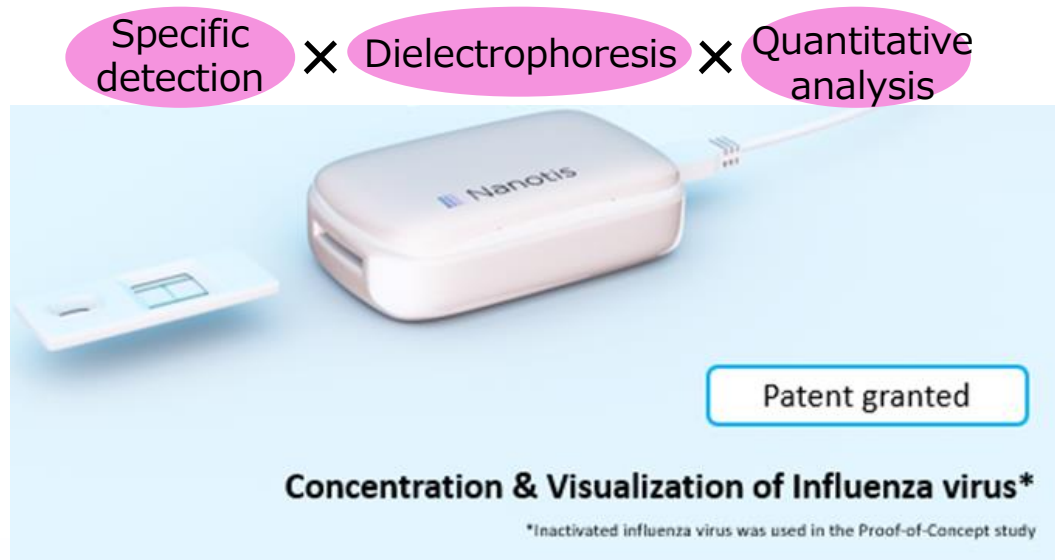 Specific
detection
×
Dielectrophoresis
×
Quantitative
analysis
Nanotis
Patent granted
Concentration & Visualization of Influenza virus*
*Inactivated influenza virus was used in the Proof-of-Concept study